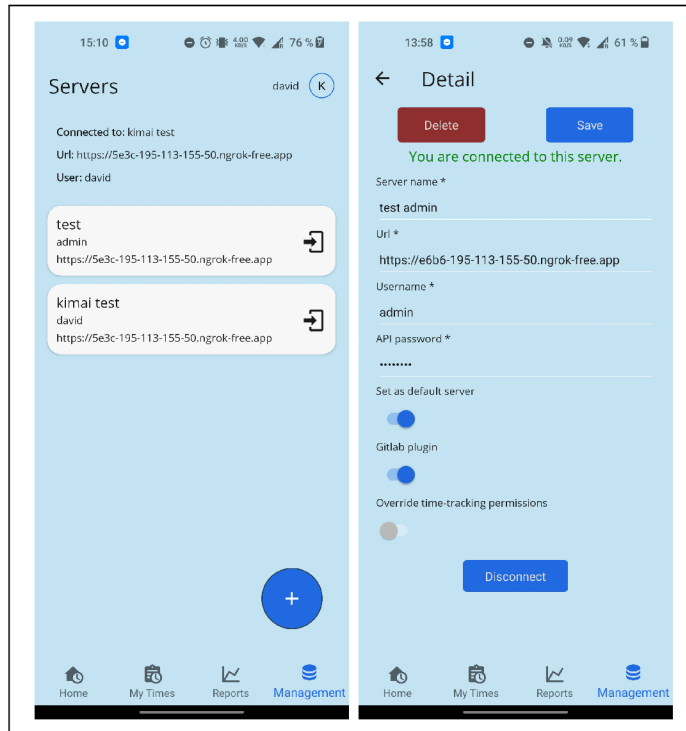 15:10 4.00 KB/S 76 %
Servers david K
Connected to: kimai test
Url: https://5e3c-195-113-155-50.ngrok-free.app
User: david
test
admin
https://5e3c-195-113-155-50.ngrok-free.app
kimai test
david
https://5e3c-195-113-155-50.ngrok-free.app
+
Home My Times Reports Management
13:58 0.09 KB/S 61 %
Detail
Delete Save
You are connected to this server.
Server name *
test admin
Url *
https://e6b6-195-113-155-50.ngrok-free.app
Username *
admin
API password *
••••••••
Set as default server
Gitlab plugin
Override time-tracking permissions
Disconnect
Home My Times Reports Management